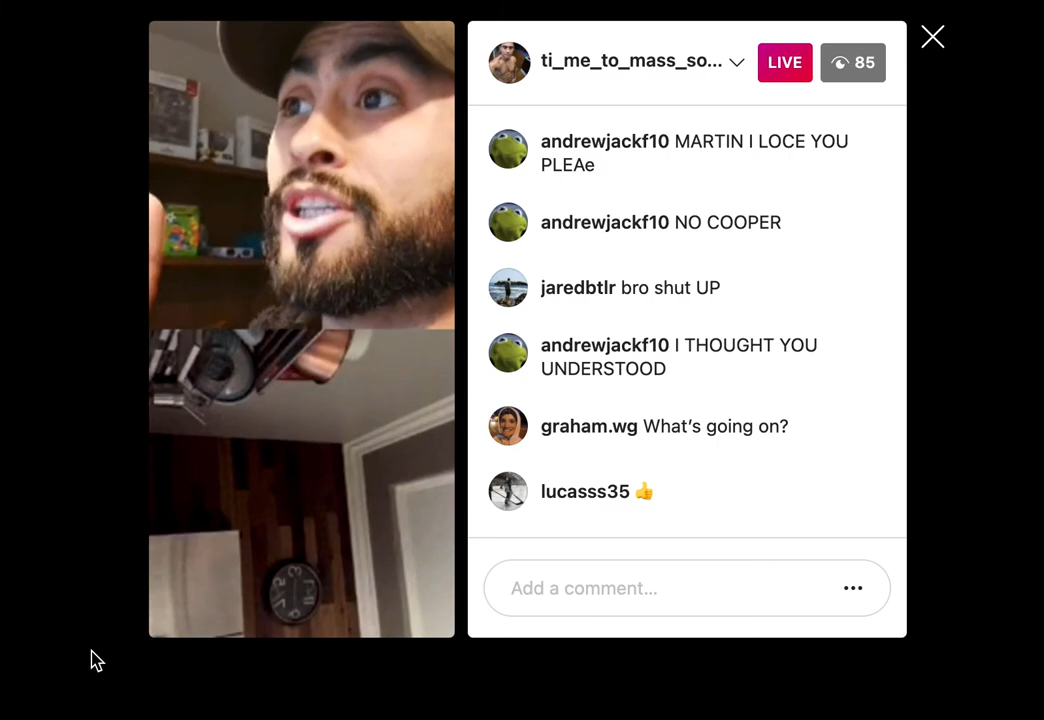 ti_me_to_mass_so...
LIVE
85
andrewjackf10 MARTIN I LOCE YOU
PLEAe
andrewjackf10 NO COOPER
jaredbtlr bro shut UP
andrewjackf10 I THOUGHT YOU
UNDERSTOOD
graham.wg What's going on?
lucasss35 👍
Add a comment...